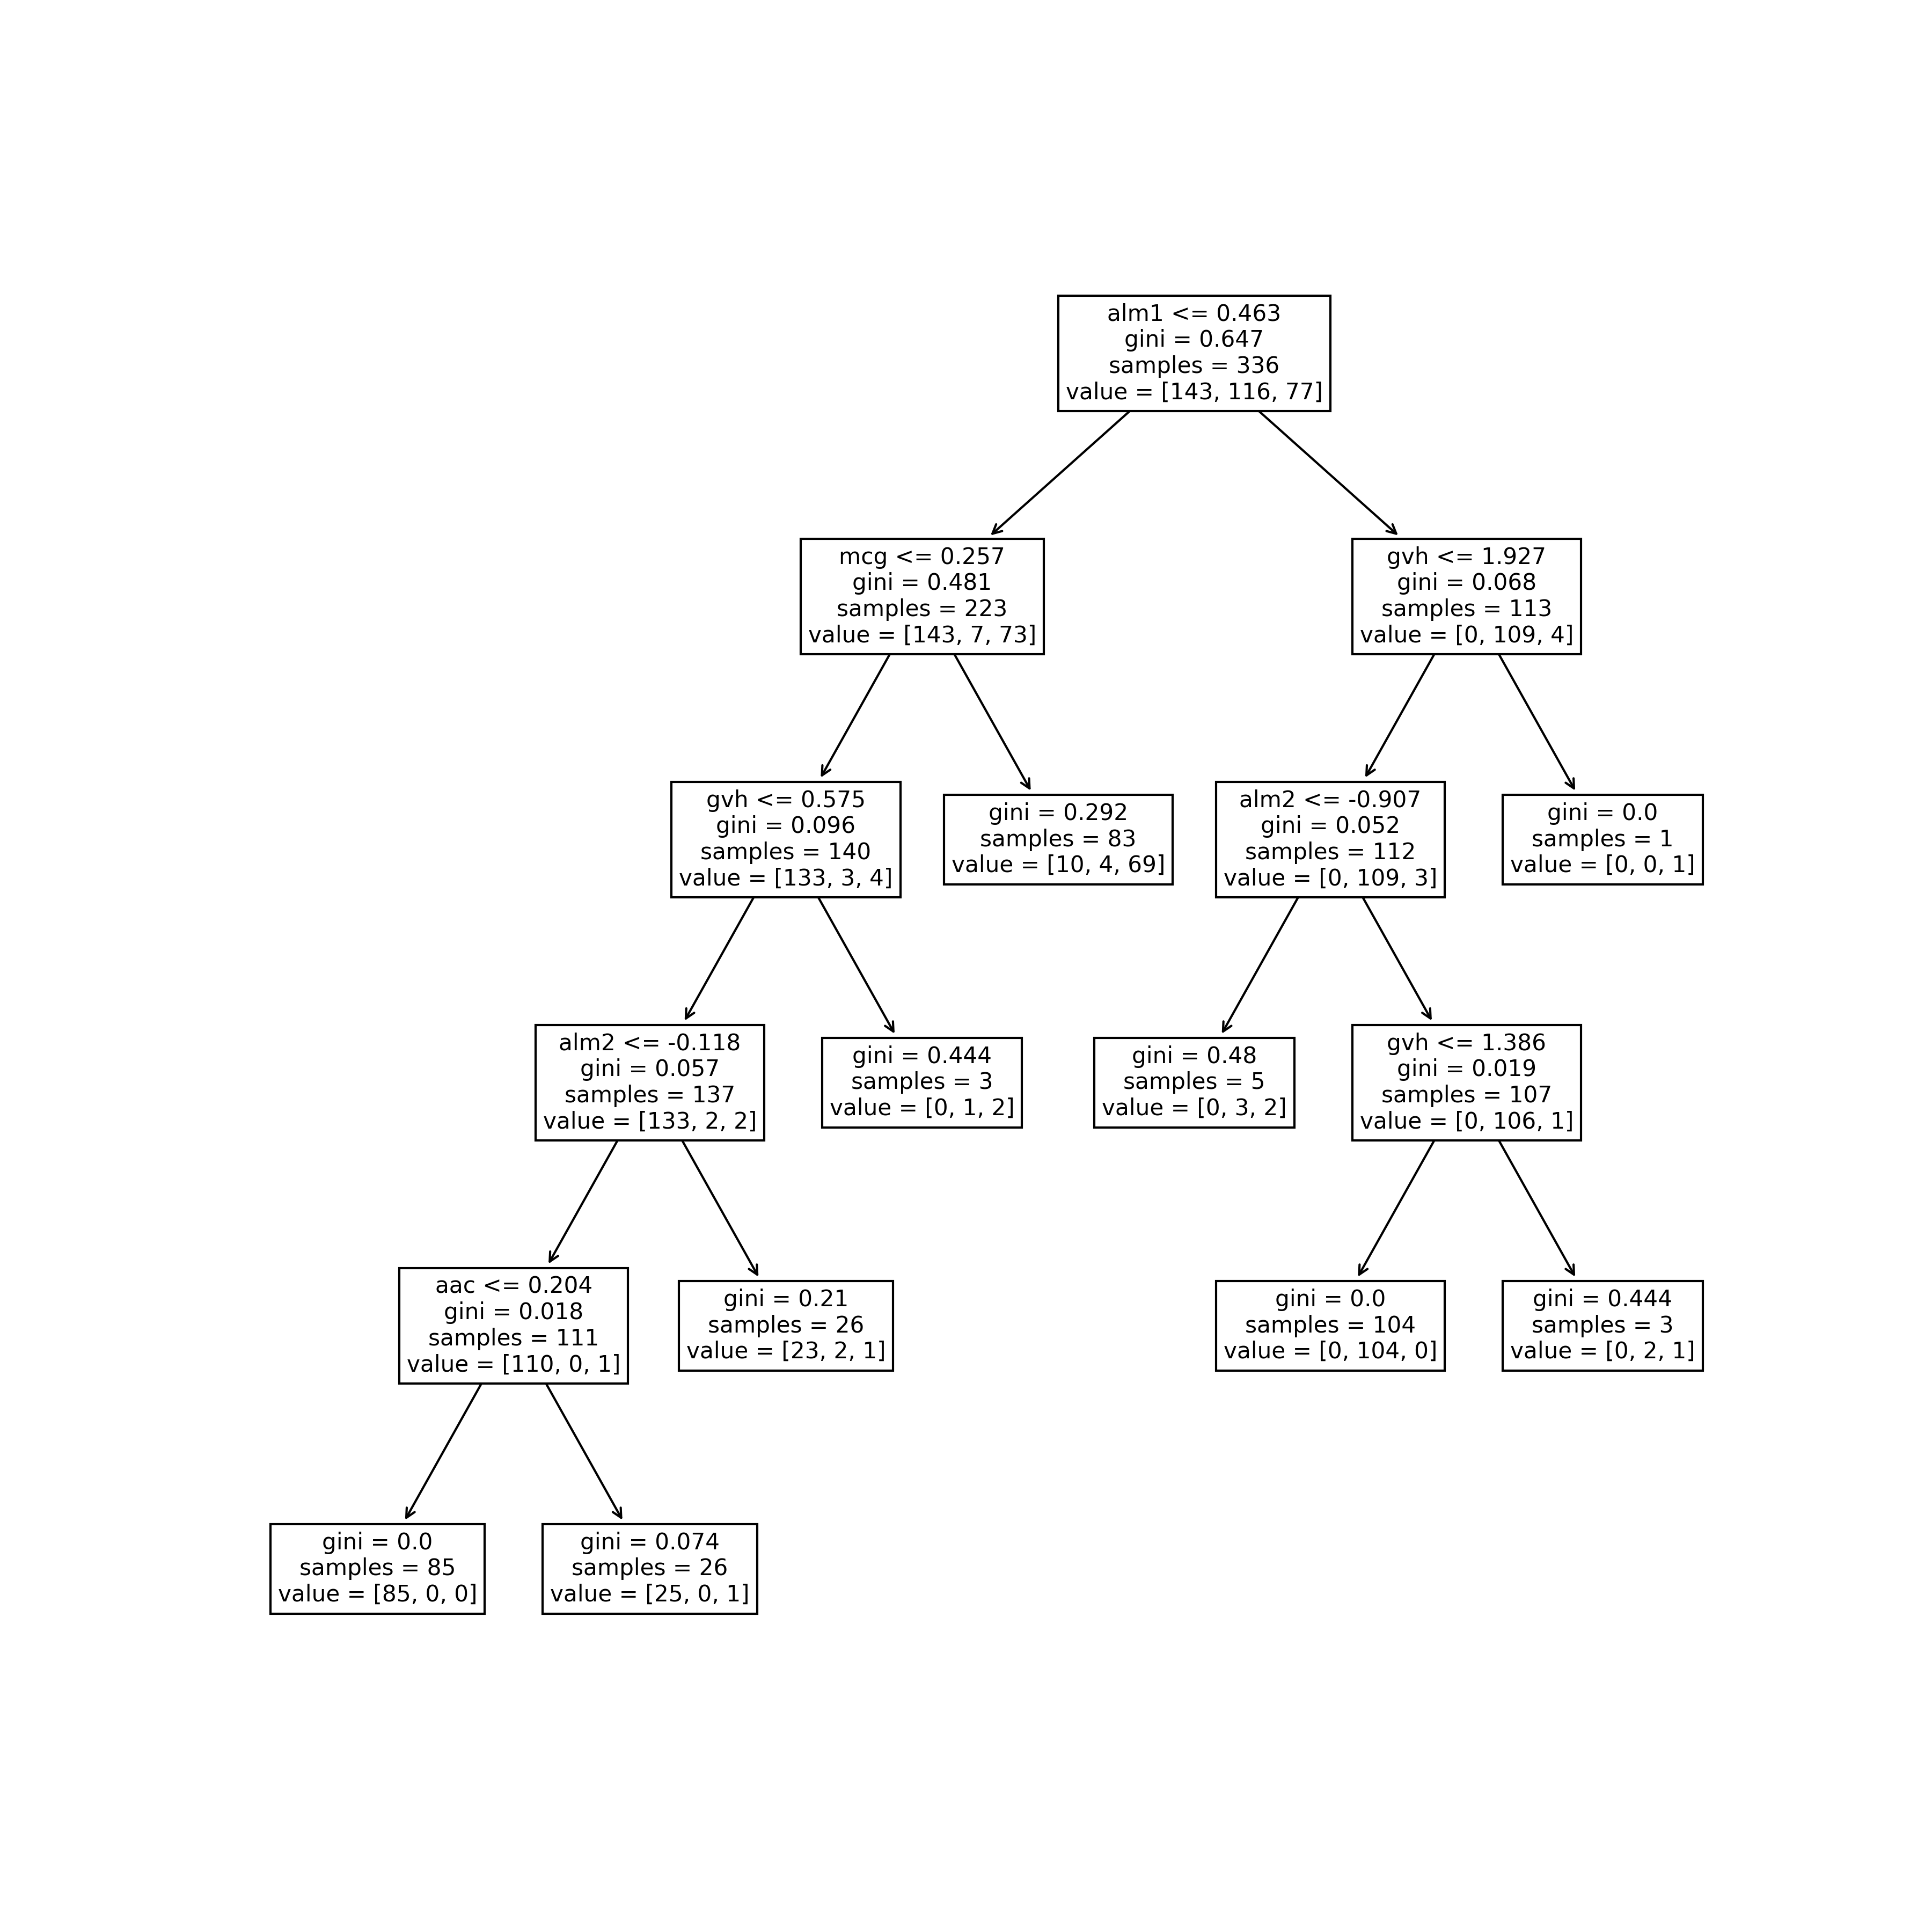 alm1 <= 0.463
gini = 0.647
samples = 336
value = [143, 116, 77]
mcg <= 0.257
gini = 0.481
samples = 223
value = [143, 7, 73]
gvh <= 1.927
gini = 0.068
samples = 113
value = [0, 109, 4]
gvh <= 0.575
gini = 0.096
samples = 140
value = [133, 3, 4]
gini = 0.292
samples = 83
value = [10, 4, 69]
alm2 <= -0.907
gini = 0.052
samples = 112
value = [0, 109, 3]
gini = 0.0
samples = 1
value = [0, 0, 1]
alm2 <= -0.118
gini = 0.057
samples = 137
value = [133, 2, 2]
gini = 0.444
samples = 3
value = [0, 1, 2]
gini = 0.48
samples = 5
value = [0, 3, 2]
gvh <= 1.386
gini = 0.019
samples = 107
value = [0, 106, 1]
aac <= 0.204
gini = 0.018
samples = 111
value = [110, 0, 1]
gini = 0.21
samples = 26
value = [23, 2, 1]
gini = 0.0
samples = 104
value = [0, 104, 0]
gini = 0.444
samples = 3
value = [0, 2, 1]
gini = 0.0
samples = 85
value = [85, 0, 0]
gini = 0.074
samples = 26
value = [25, 0, 1]